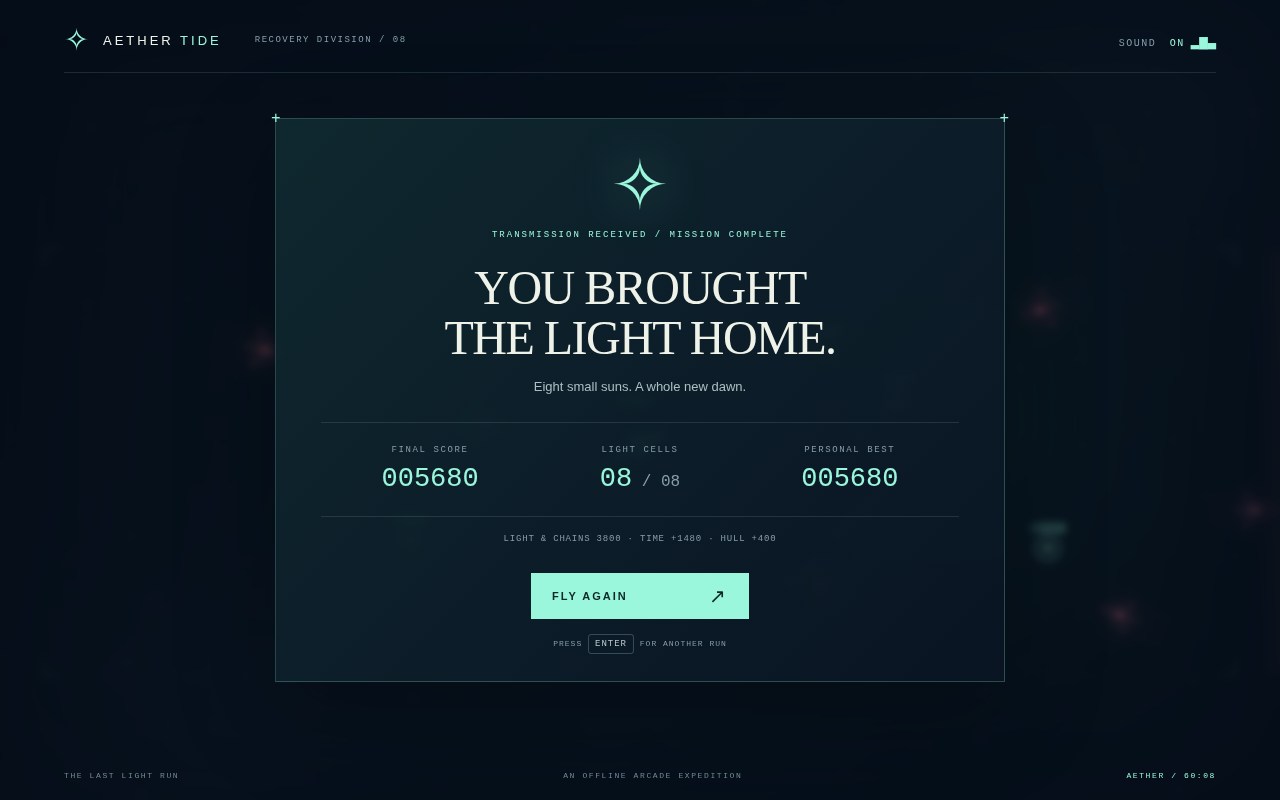 AETHER TIDE
RECOVERY DIVISION / 08
SOUND ON
TRANSMISSION RECEIVED / MISSION COMPLETE
YOU BROUGHT
THE LIGHT HOME.
Eight small suns. A whole new dawn.
FINAL SCORE
005680
LIGHT CELLS
08 / 08
PERSONAL BEST
005680
LIGHT & CHAINS 3800 · TIME +1480 · HULL +400
FLY AGAIN ↗
PRESS ENTER FOR ANOTHER RUN
THE LAST LIGHT RUN
AN OFFLINE ARCADE EXPEDITION
AETHER / 60:08